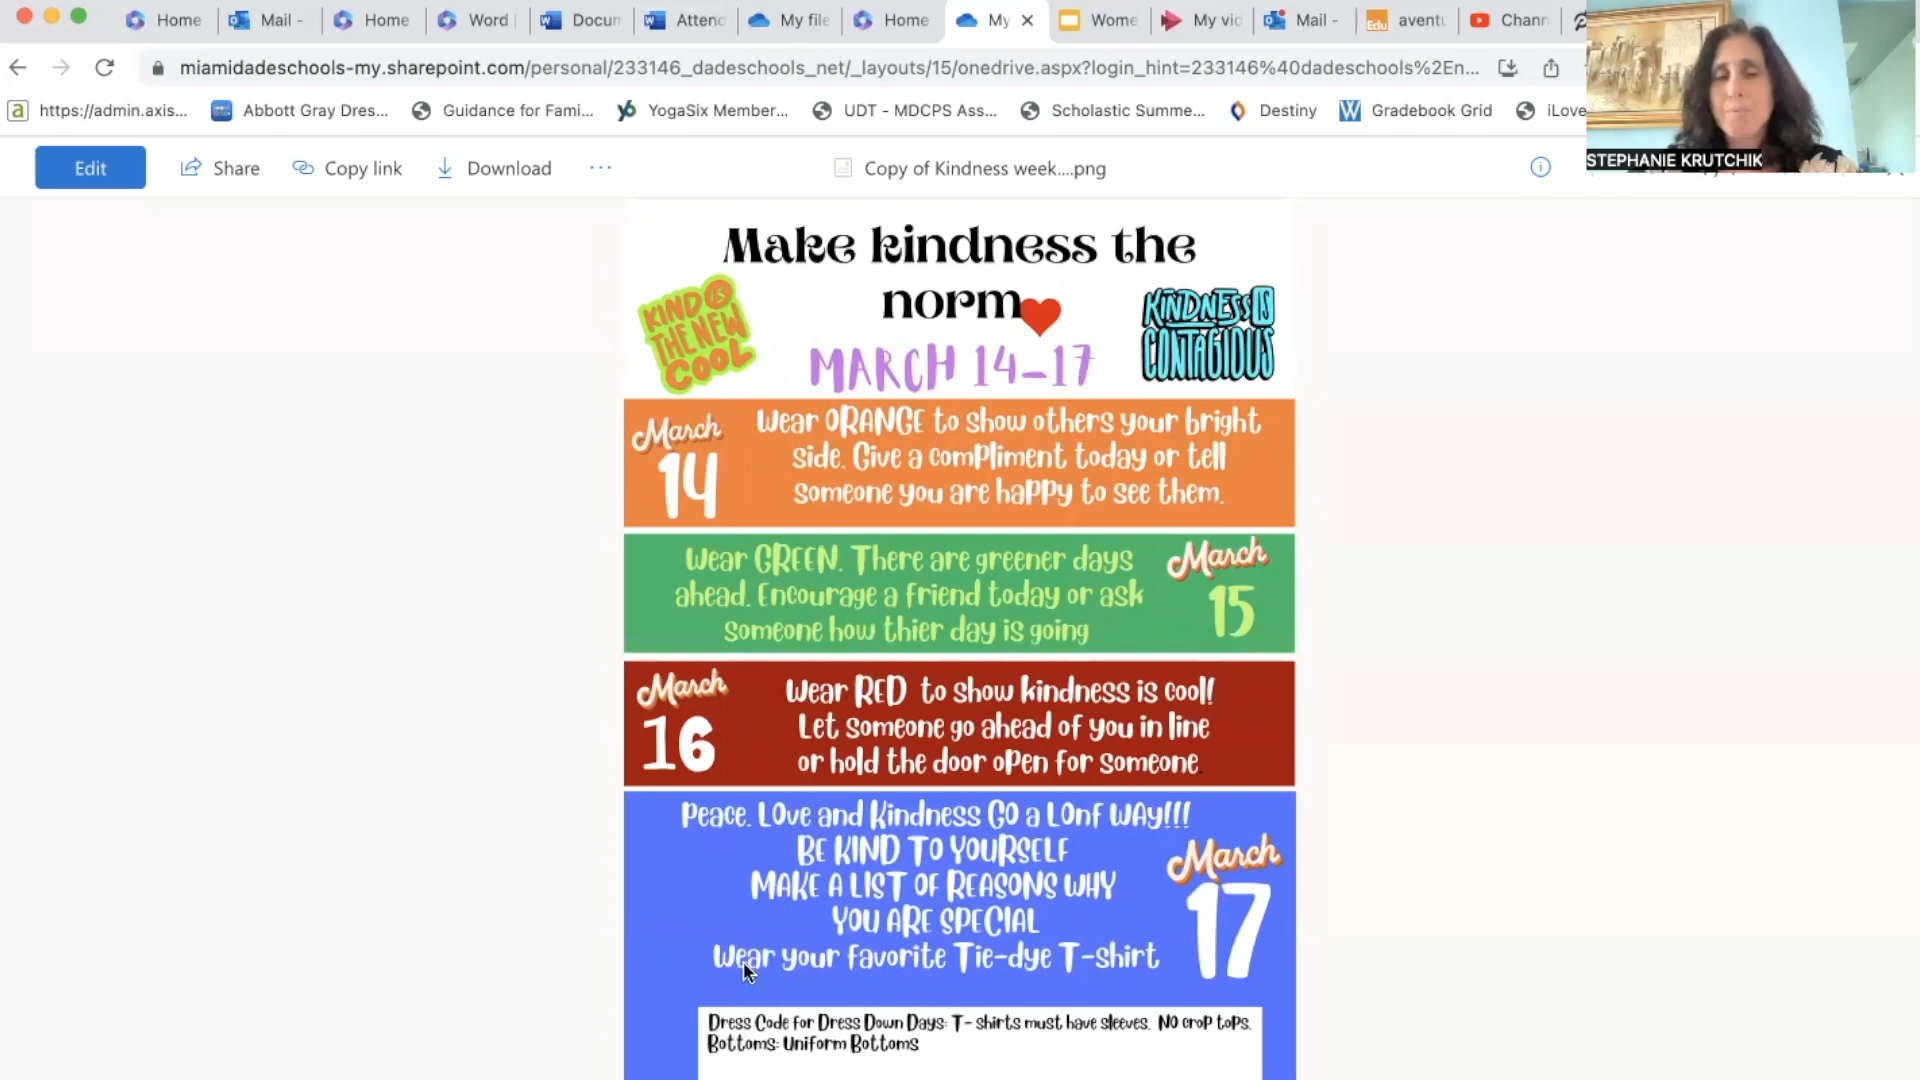 Home
Mail -
Home
Word
Docum
Attend
My file
Home
My
Wome
My vid
Mail -
aventu
Chann
miamidadeschools-my.sharepoint.com/personal/233146_dadeschools_net/_layouts/15/onedrive.aspx?login_hint=233146%40dadeschools%2En...
https://admin.axis...
Abbott Gray Dres...
Guidance for Fami...
YogaSix Member...
UDT - MDCPS Ass...
Scholastic Summe...
Destiny
Gradebook Grid
iLove
Edit
Share
Copy link
Download
...
Copy of Kindness week....png
STEPHANIE KRUTCHIK
Make kindness the
norm
KIND IS
THE NEW
COOL
KINDNESS IS
CONTAGIOUS
MARCH 14-17
March
14
Wear ORANGE to show others your bright
side. Give a compliment today or tell
someone you are happy to see them.
Wear GREEN. There are greener days
ahead. Encourage a friend today or ask
someone how thier day is going
March
15
March
16
Wear RED to show kindness is cool!
Let someone go ahead of you in line
or hold the door open for someone
Peace. Love and Kindness GO a LOnf WAy!!!
BE KIND TO YOURSELF
MAKE A LIST OF REASONS WHY
YOU ARE SPECIAL
Wear your favorite Tie-dye T-shirt
March
17
Dress Code for Dress Down Days: T- shirts must have sleeves. NO crop tops.
Bottoms: Uniform Bottoms